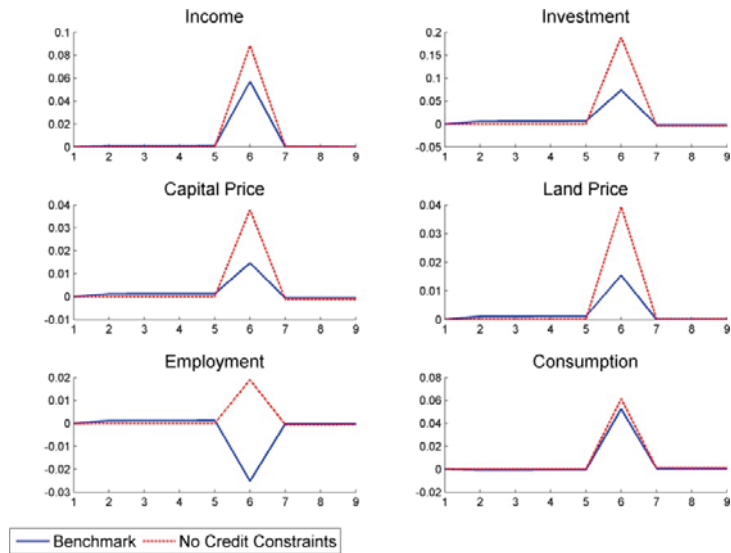 Income
0.1
0.08
0.06
0.04
0.02
0
1 2 3 4 5 6 7 8 9
Investment
0.2
0.15
0.1
0.05
0
-0.05
1 2 3 4 5 6 7 8 9
Capital Price
0.04
0.03
0.02
0.01
0
-0.01
1 2 3 4 5 6 7 8 9
Land Price
0.04
0.03
0.02
0.01
0
1 2 3 4 5 6 7 8 9
Employment
0.02
0.01
0
-0.01
-0.02
-0.03
1 2 3 4 5 6 7 8 9
Consumption
0.08
0.06
0.04
0.02
0
-0.02
1 2 3 4 5 6 7 8 9
Benchmark No Credit Constraints